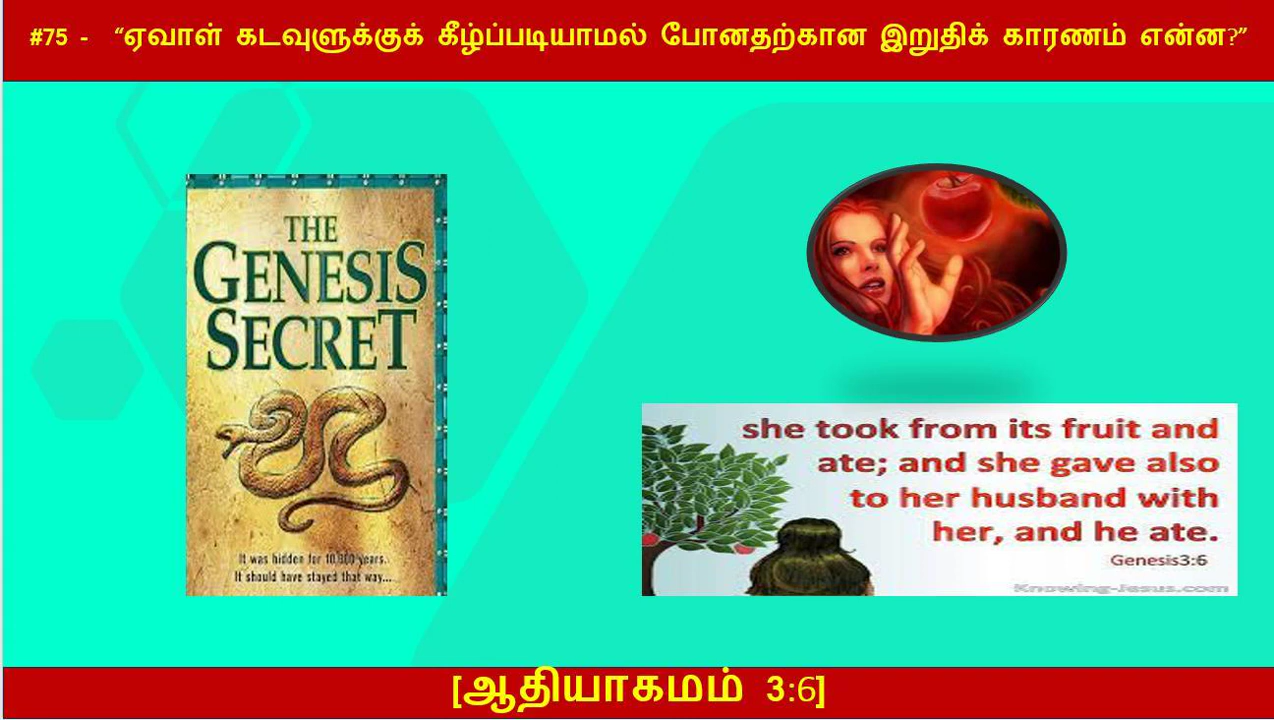 #75 - “ஏவாள் கடவுளுக்குக் கீழ்ப்படியாமல் போனதற்கான இறுதிக் காரணம் என்ன?”
THE
GENESIS
SECRET
It was hidden for 10,000 years.
It should have stayed that way...
she took from its fruit and
ate; and she gave also
to her husband with
her, and he ate.
Genesis3:6
Knowing-Jesus.com
[ஆதியாகமம் 3:6]